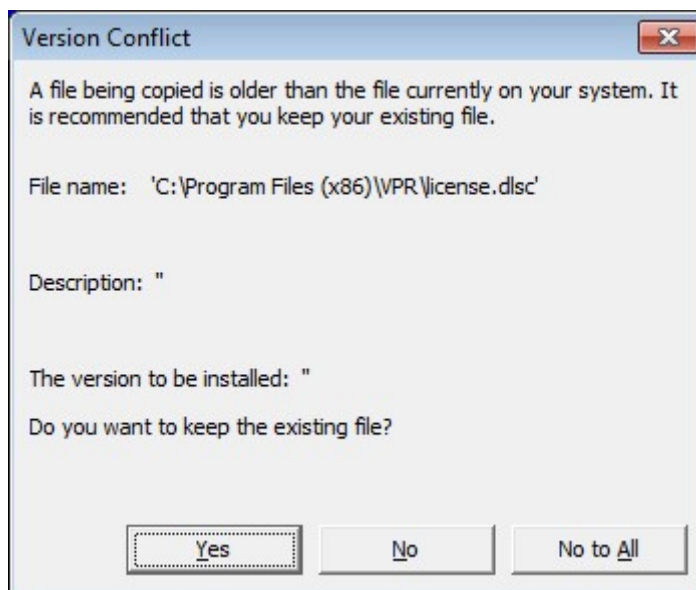 Version Conflict
A file being copied is older than the file currently on your system. It
is recommended that you keep your existing file.
File name: 'C:\Program Files (x86)\VPR\license.dlsc'
Description: ''
The version to be installed: ''
Do you want to keep the existing file?
Yes No No to All